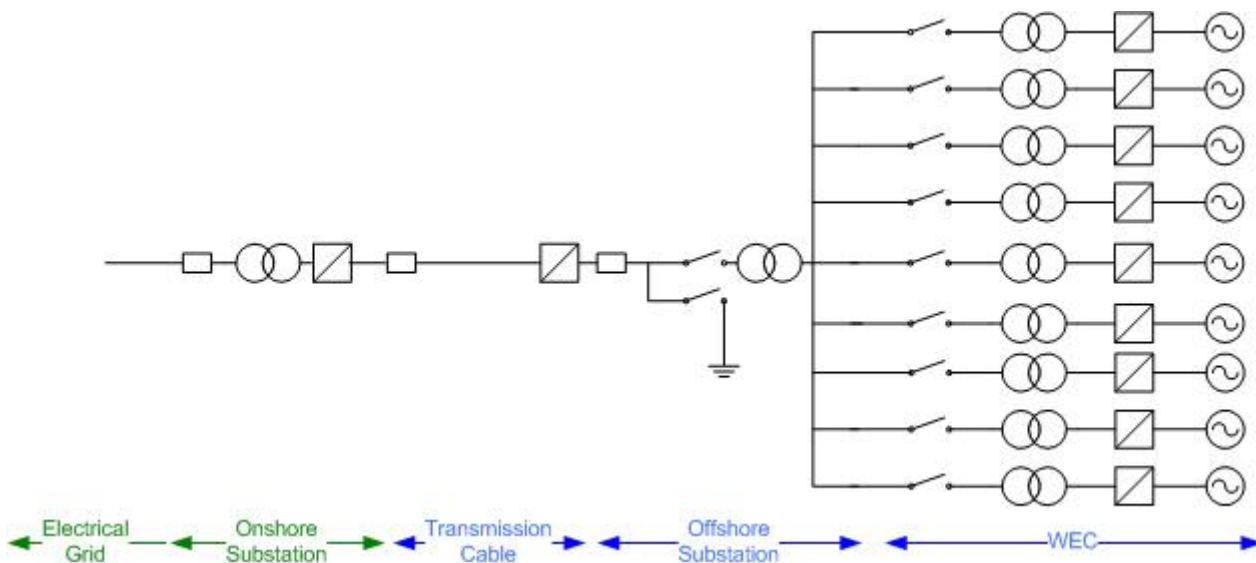 Electrical
Grid
Onshore
Substation
Transmission
Cable
Offshore
Substation
WEC